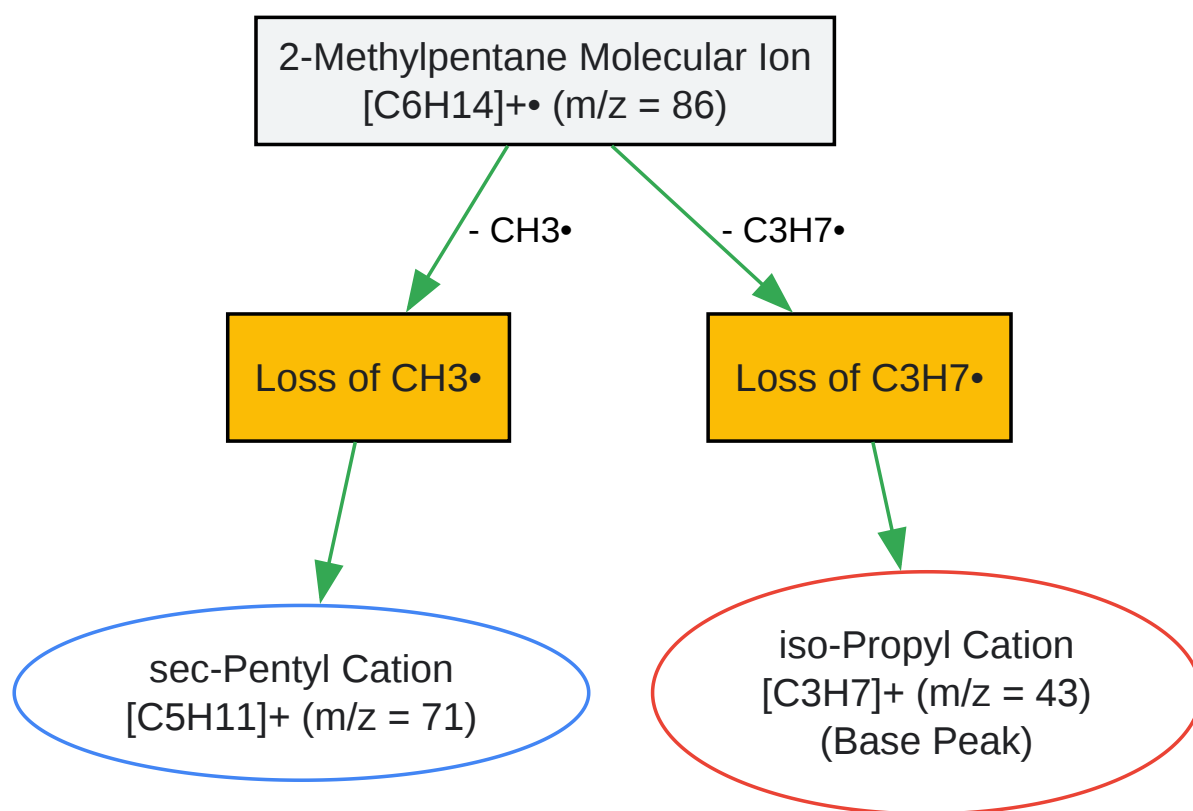 2-Methylpentane Molecular Ion
[C6H14]+• (m/z = 86)
- CH3•
- C3H7•
Loss of CH3•
Loss of C3H7•
sec-Pentyl Cation
[C5H11]+ (m/z = 71)
iso-Propyl Cation
[C3H7]+ (m/z = 43)
(Base Peak)